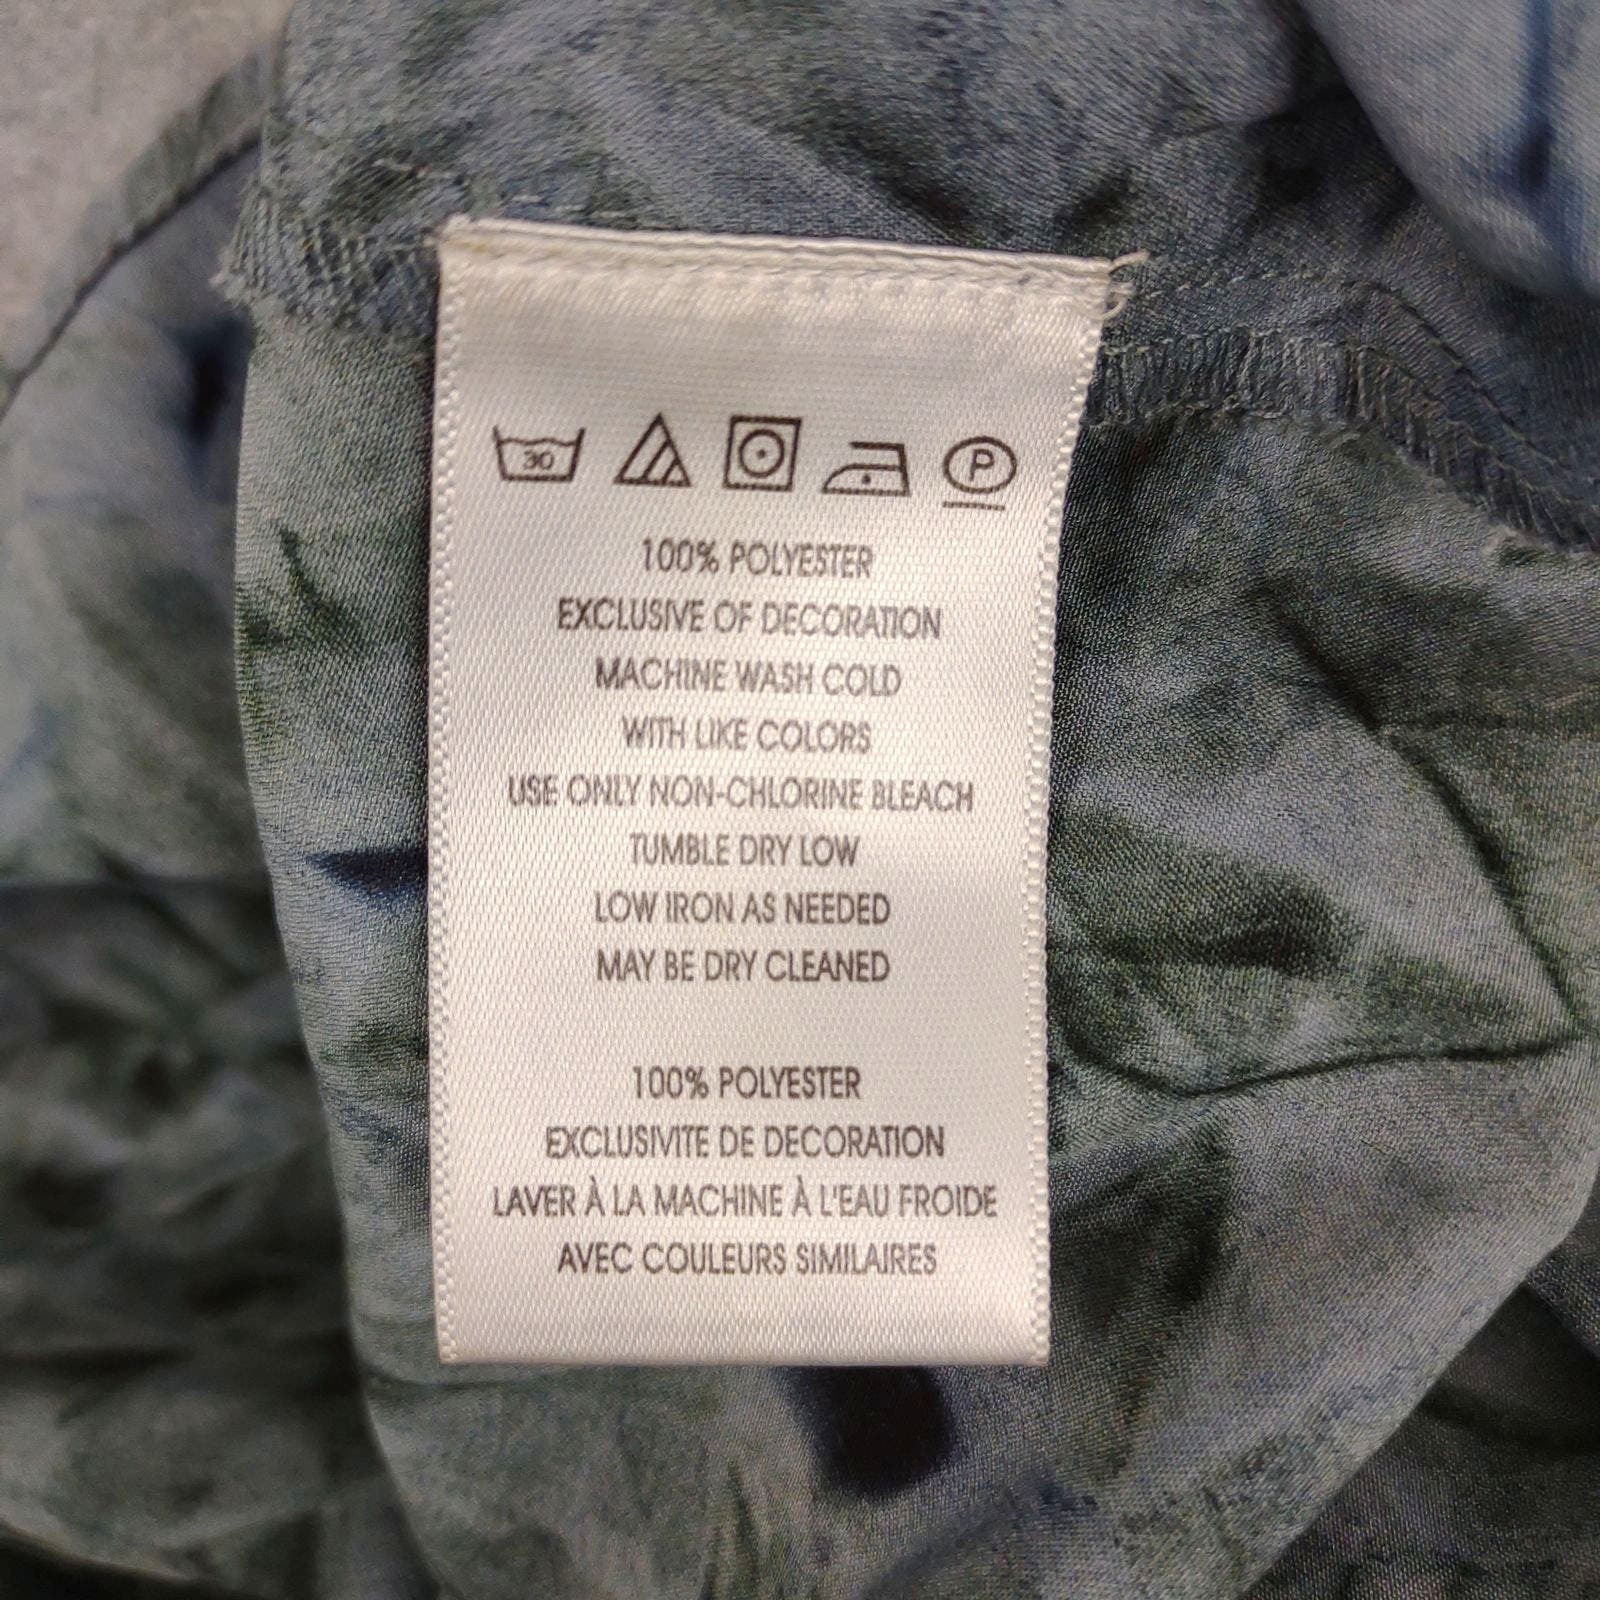 30 P
100% POLYESTER
EXCLUSIVE OF DECORATION
MACHINE WASH COLD
WITH LIKE COLORS
USE ONLY NON-CHLORINE BLEACH
TUMBLE DRY LOW
LOW IRON AS NEEDED
MAY BE DRY CLEANED
100% POLYESTER
EXCLUSIVITE DE DECORATION
LAVER À LA MACHINE À L'EAU FROIDE
AVEC COULEURS SIMILAIRES